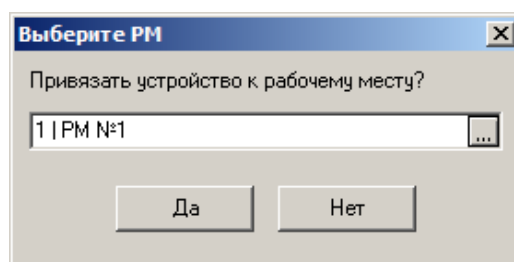 Выберите РМ
Привязать устройство к рабочему месту?
1 | РМ №1
...
Да
Нет